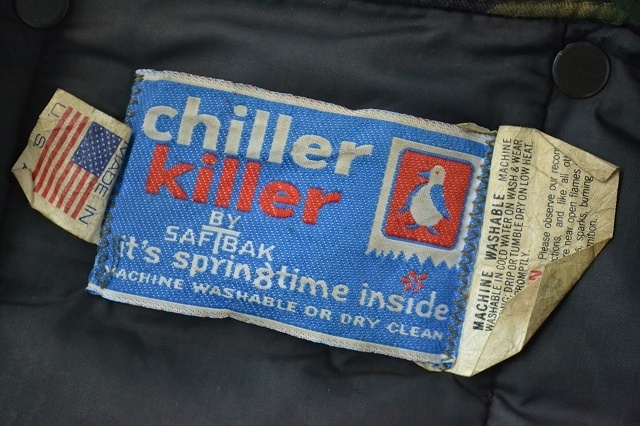 chiller
killer
BY
SAFTBAK
it's springtime inside
MACHINE WASHABLE OR DRY CLEAN
MADE IN
MACHINE WASHABLE MACHINE
WASHABLE IN COLD WATER ON WASH & WEAR
DRIP OR TUMBLE DRY ON LOW HEAT.
PROMPTLY.
Please observe our
and like all
near open flames
sparks, burning